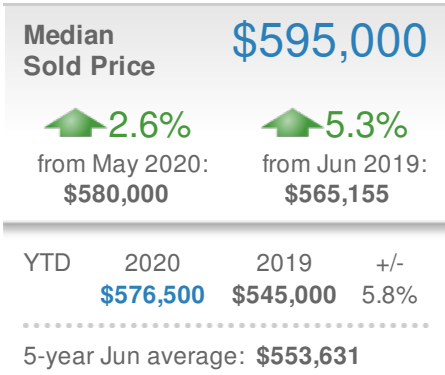 Median
Sold Price
$595,000
2.6%
from May 2020:
$580,000
5.3%
from Jun 2019:
$565,155
YTD 2020 2019 +/-
$576,500 $545,000 5.8%
5-year Jun average: $553,631